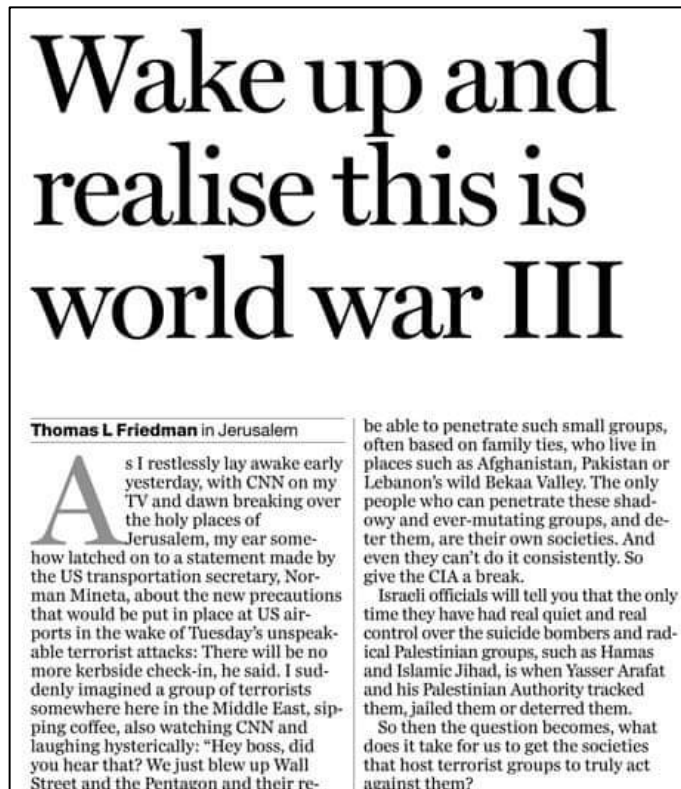 Wake up and
realise this is
world war III
Thomas L Friedman in Jerusalem
As I restlessly lay awake early
yesterday, with CNN on my
TV and dawn breaking over
the holy places of
Jerusalem, my ear some-
how latched on to a statement made by
the US transportation secretary, Nor-
man Mineta, about the new precautions
that would be put in place at US air-
ports in the wake of Tuesday's unspeak-
able terrorist attacks: There will be no
more kerbside check-in, he said. I sud-
denly imagined a group of terrorists
somewhere here in the Middle East, sip-
ping coffee, also watching CNN and
laughing hysterically: "Hey boss, did
you hear that? We just blew up Wall
Street and the Pentagon and their re-
be able to penetrate such small groups,
often based on family ties, who live in
places such as Afghanistan, Pakistan or
Lebanon's wild Bekaa Valley. The only
people who can penetrate these shad-
owy and ever-mutating groups, and de-
ter them, are their own societies. And
even they can't do it consistently. So
give the CIA a break.
Israeli officials will tell you that the only
time they have had real quiet and real
control over the suicide bombers and rad-
ical Palestinian groups, such as Hamas
and Islamic Jihad, is when Yasser Arafat
and his Palestinian Authority tracked
them, jailed them or deterred them.
So then the question becomes, what
does it take for us to get the societies
that host terrorist groups to truly act
against them?